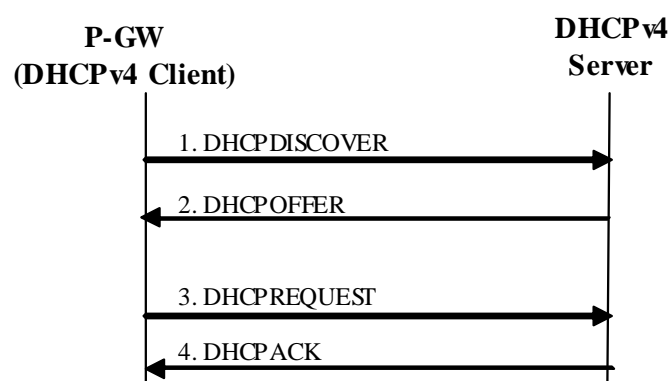 P-GW
(DHCPv4 Client)
DHCPv4
Server
1. DHCPDISCOVER
2. DHCPOFFER
3. DHCPREQUEST
4. DHCPACK